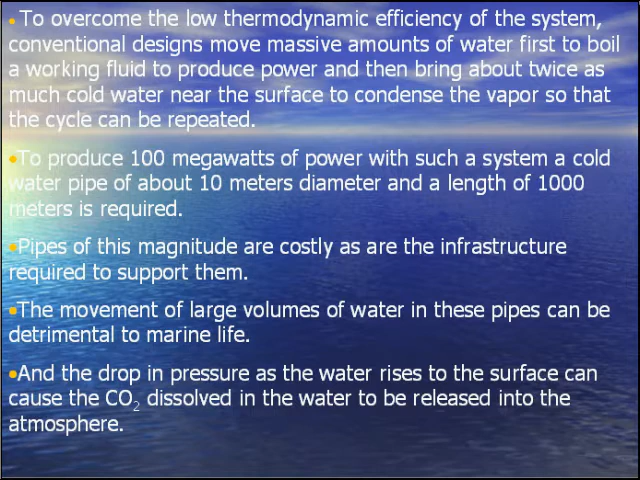 • To overcome the low thermodynamic efficiency of the system,
conventional designs move massive amounts of water first to boil
a working fluid to produce power and then bring about twice as
much cold water near the surface to condense the vapor so that
the cycle can be repeated.
•To produce 100 megawatts of power with such a system a cold
water pipe of about 10 meters diameter and a length of 1000
meters is required.
•Pipes of this magnitude are costly as are the infrastructure
required to support them.
•The movement of large volumes of water in these pipes can be
detrimental to marine life.
•And the drop in pressure as the water rises to the surface can
cause the CO₂ dissolved in the water to be released into the
atmosphere.